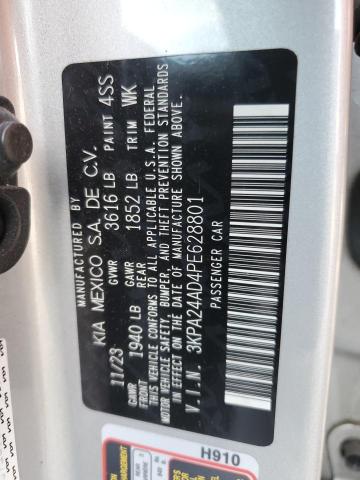 MANUFACTURED BY
KIA MEXICO S.A. DE C.V.
11/23 GVWR 3616 LB PAINT 4SS
GAWR FRONT 1940 LB GAWR REAR 1852 LB TRIM WK
THIS VEHICLE CONFORMS TO ALL APPLICABLE U.S.A. FEDERAL
MOTOR VEHICLE SAFETY, BUMPER, AND THEFT PREVENTION STANDARDS
IN EFFECT ON THE DATE OF MANUFACTURE SHOWN ABOVE.
V.I.N. 3KPA24AD4PE628801
PASSENGER CAR
H910